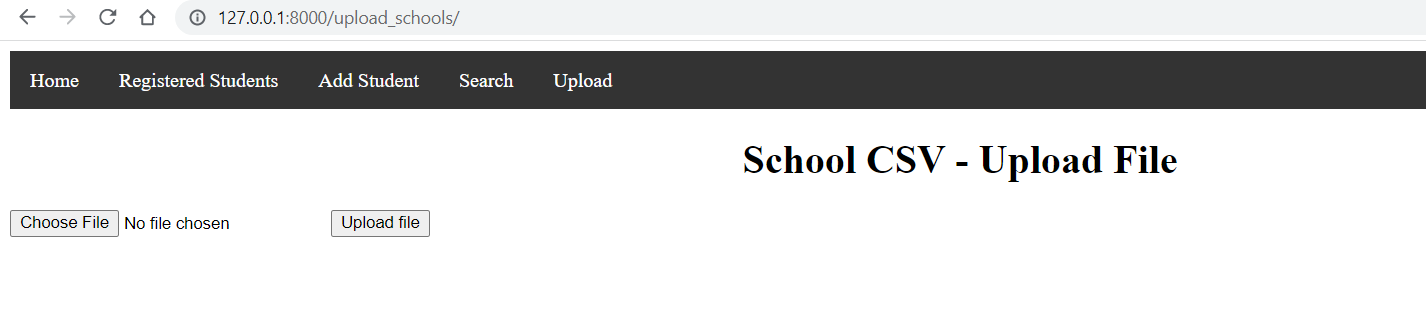 127.0.0.1:8000/upload_schools/
Home Registered Students Add Student Search Upload
School CSV - Upload File
Choose File No file chosen Upload file